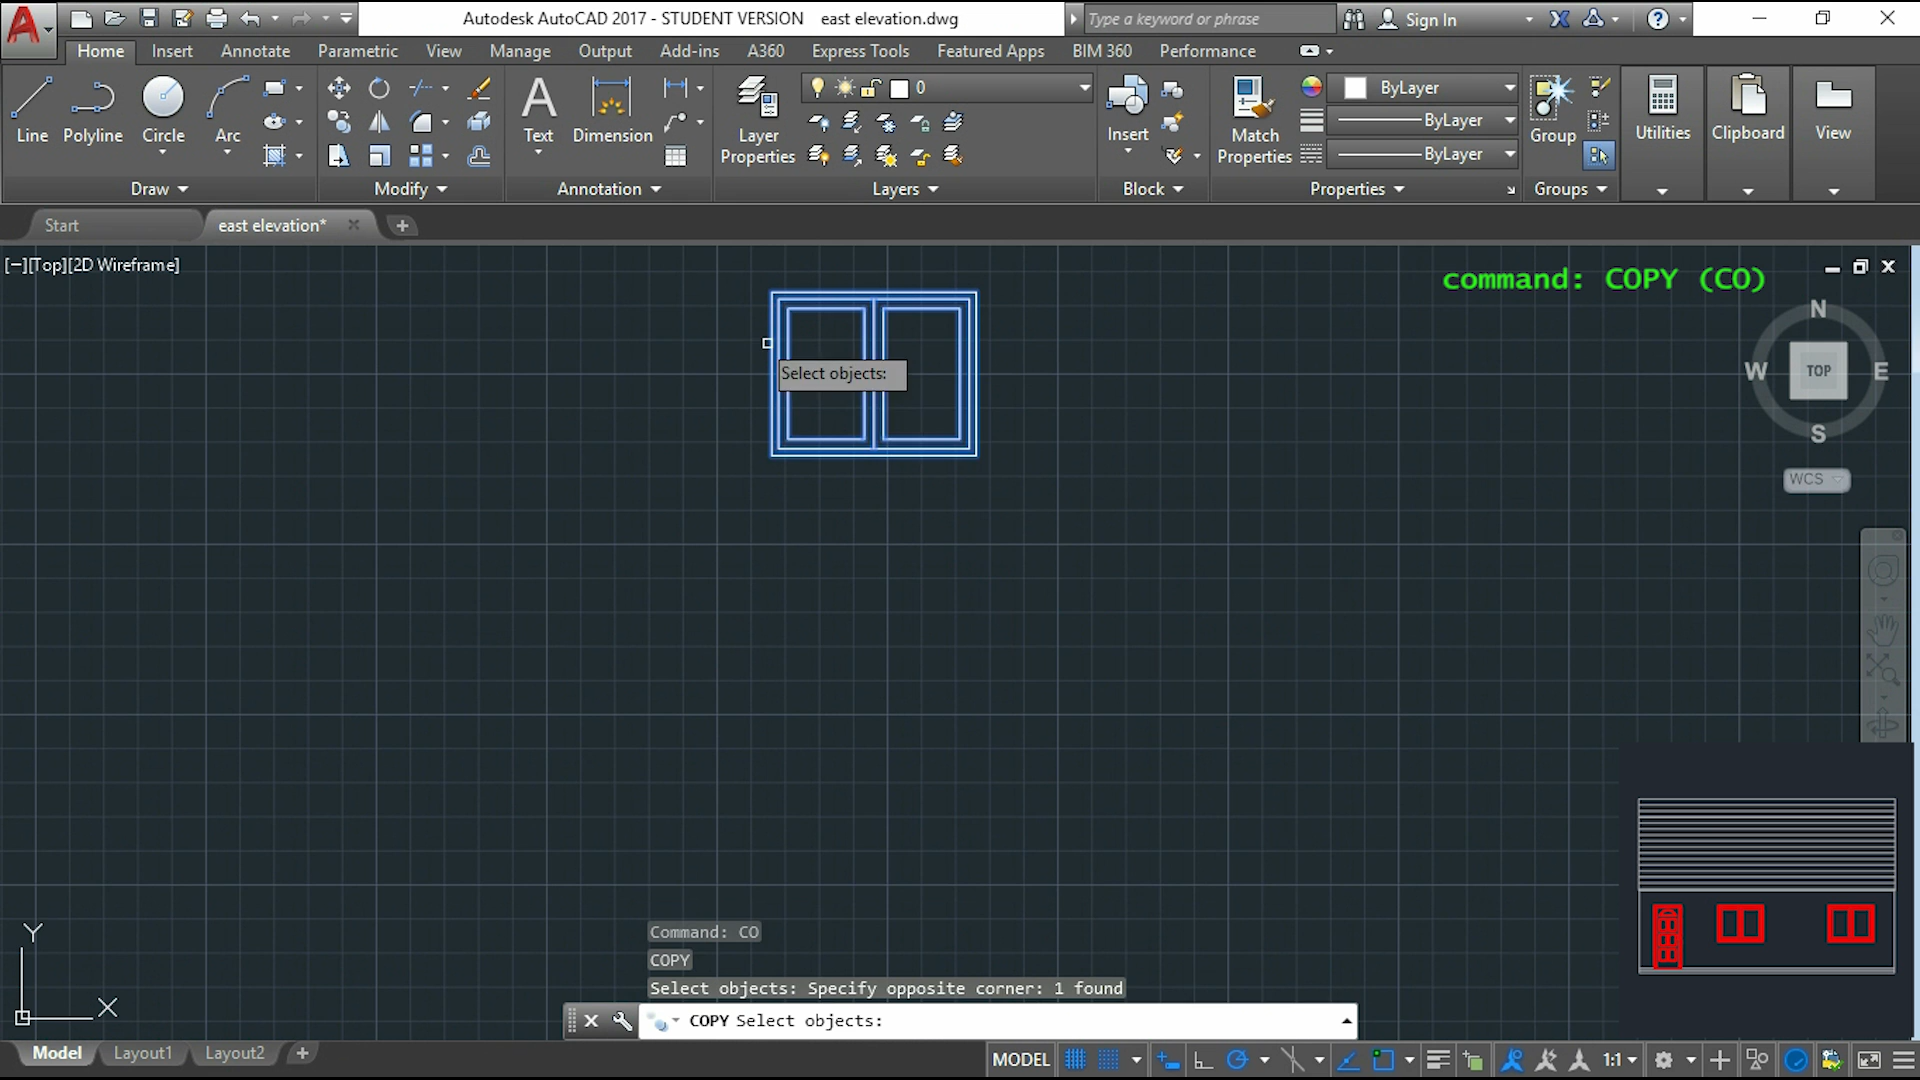 Autodesk AutoCAD 2017 - STUDENT VERSION east elevation.dwg
Type a keyword or phrase
Sign In
Home Insert Annotate Parametric View Manage Output Add-ins A360 Express Tools Featured Apps BIM 360 Performance
Line Polyline Circle Arc
Text Dimension
Layer Properties
0
Insert
Match Properties
ByLayer
ByLayer
ByLayer
Group
Utilities Clipboard View
Draw Modify Annotation Layers Block Properties Groups
Start east elevation*
[−][Top][2D Wireframe]
command: COPY (CO)
N
W TOP E
S
WCS
Select objects:
Y
X
Command: CO
COPY
Select objects: Specify opposite corner: 1 found
COPY Select objects:
Model Layout1 Layout2
MODEL 1:1